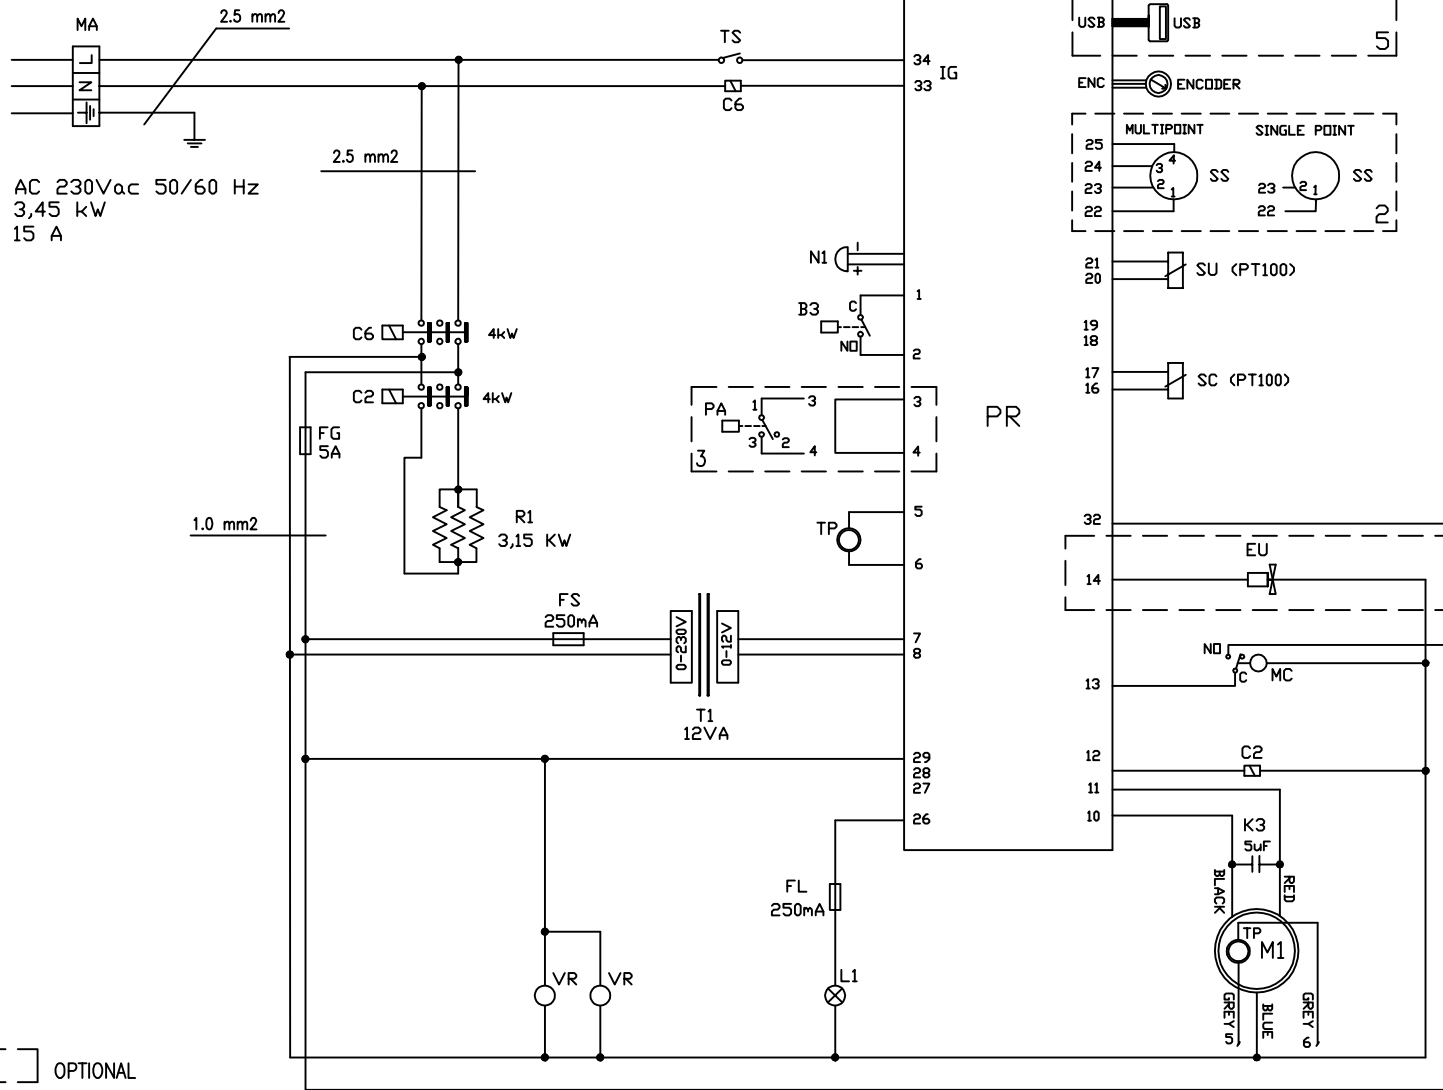 MA
2.5 mm2
L
N
AC 230Vac 50/60 Hz
3,45 kW
15 A
2.5 mm2
TS
C6
34
IG
33
N1
-
+
B3
C
NO
1
2
C6
4kW
C2
4kW
FG
5A
PA
1
3
3
2
4
3
3
4
PR
1.0 mm2
R1
3,15 KW
TP
5
6
FS
250mA
0-230V
0-12V
T1
12VA
7
8
29
28
27
26
FL
250mA
L1
VR
VR
OPTIONAL
USB
USB
5
ENC
ENCODER
MULTIPOINT
SINGLE POINT
25
24
23
22
4
3
2
1
SS
23
22
2
1
SS
2
21
20
SU (PT100)
19
18
17
16
SC (PT100)
32
EU
14
NO
C
MC
13
C2
12
11
10
K3
5uF
BLACK
RED
TP
M1
GREY 5
BLUE
GREY 6